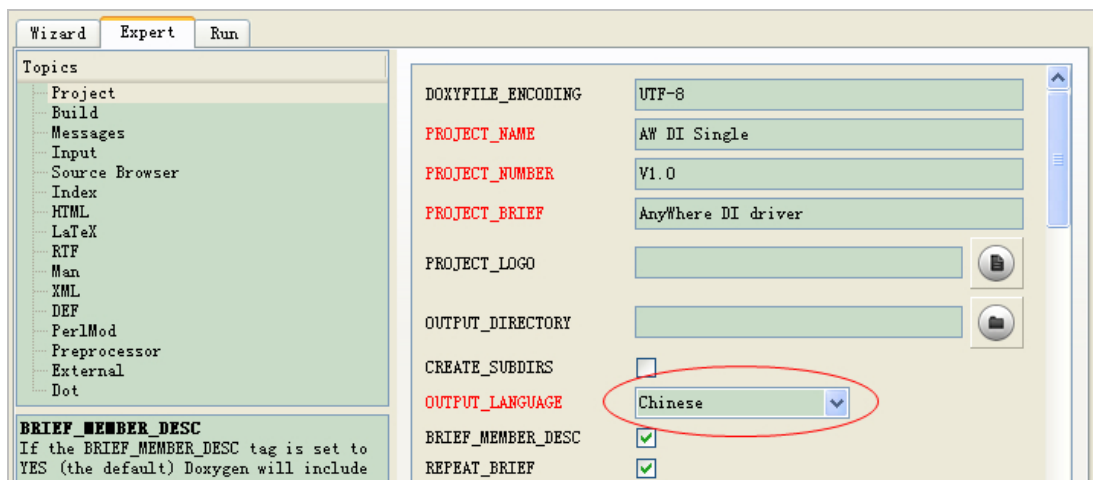 Wizard Expert Run
Topics
Project
Build
Messages
Input
Source Browser
Index
HTML
LaTeX
RTF
Man
XML
DEF
PerlMod
Preprocessor
External
Dot
BRIEF_MEMBER_DESC
If the BRIEF_MEMBER_DESC tag is set to
YES (the default) Doxygen will include
DOXYFILE_ENCODING UTF-8
PROJECT_NAME AW DI Single
PROJECT_NUMBER V1.0
PROJECT_BRIEF AnyWhere DI driver
PROJECT_LOGO
OUTPUT_DIRECTORY
CREATE_SUBDIRS
OUTPUT_LANGUAGE Chinese
BRIEF_MEMBER_DESC
REPEAT_BRIEF